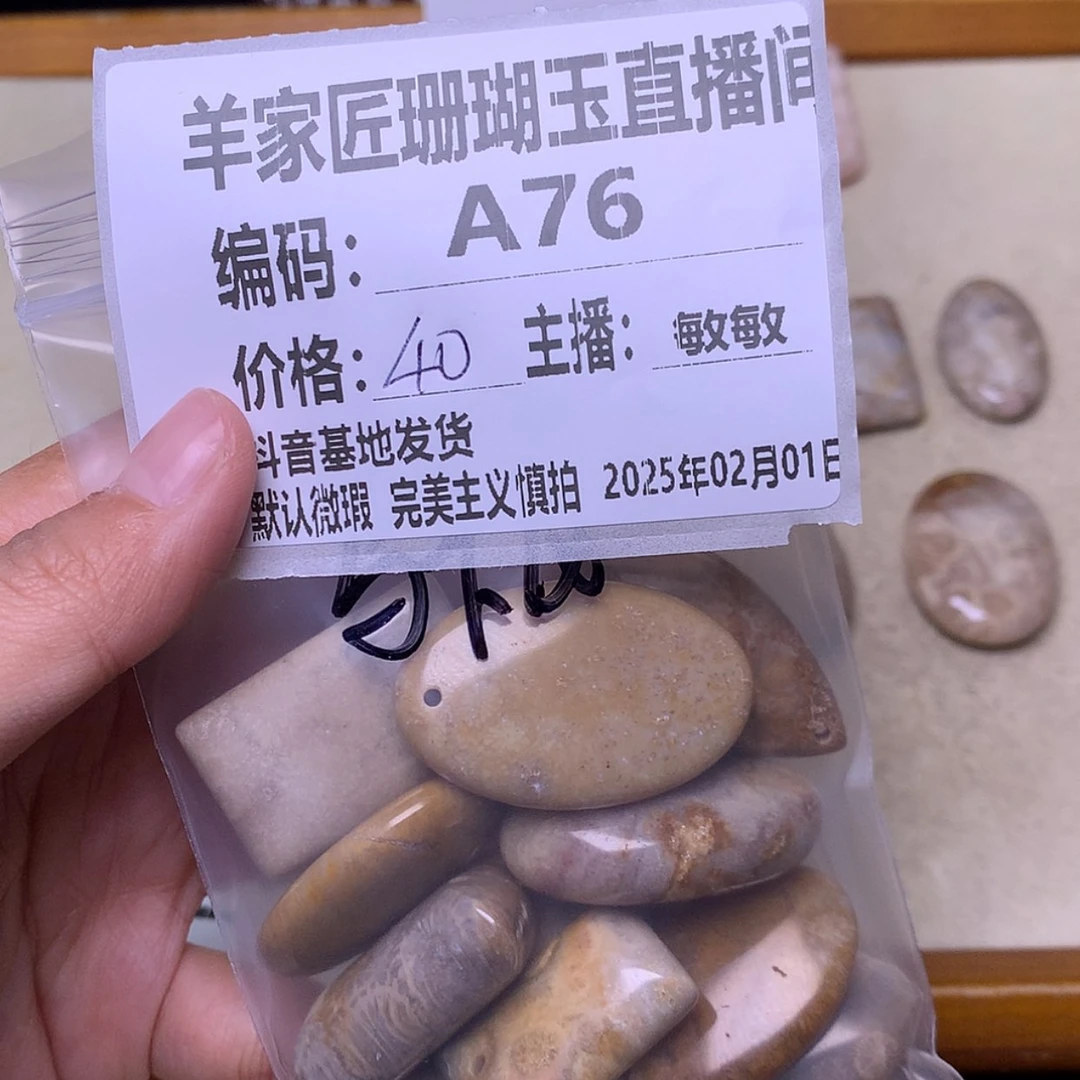 羊家匠珊瑚玉直播间
编码: A76
价格: 40 主播: 敏敏
抖音基地发货
默认微瑕 完美主义慎拍 2025年02月01日